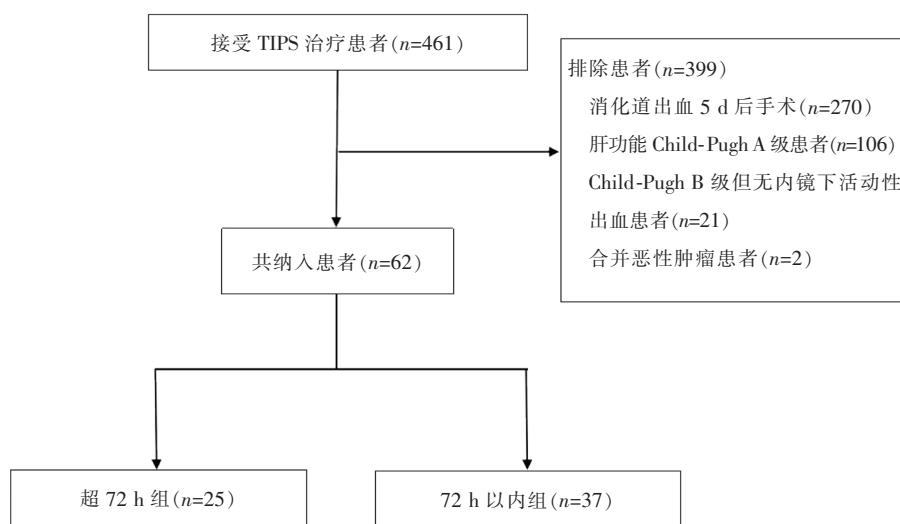 接受 TIPS 治疗患者(n=461)
排除患者(n=399)
消化道出血 5 d 后手术(n=270)
肝功能 Child-Pugh A 级患者(n=106)
Child-Pugh B 级但无内镜下活动性
出血患者(n=21)
合并恶性肿瘤患者(n=2)
共纳入患者(n=62)
超 72 h 组(n=25)
72 h 以内组(n=37)